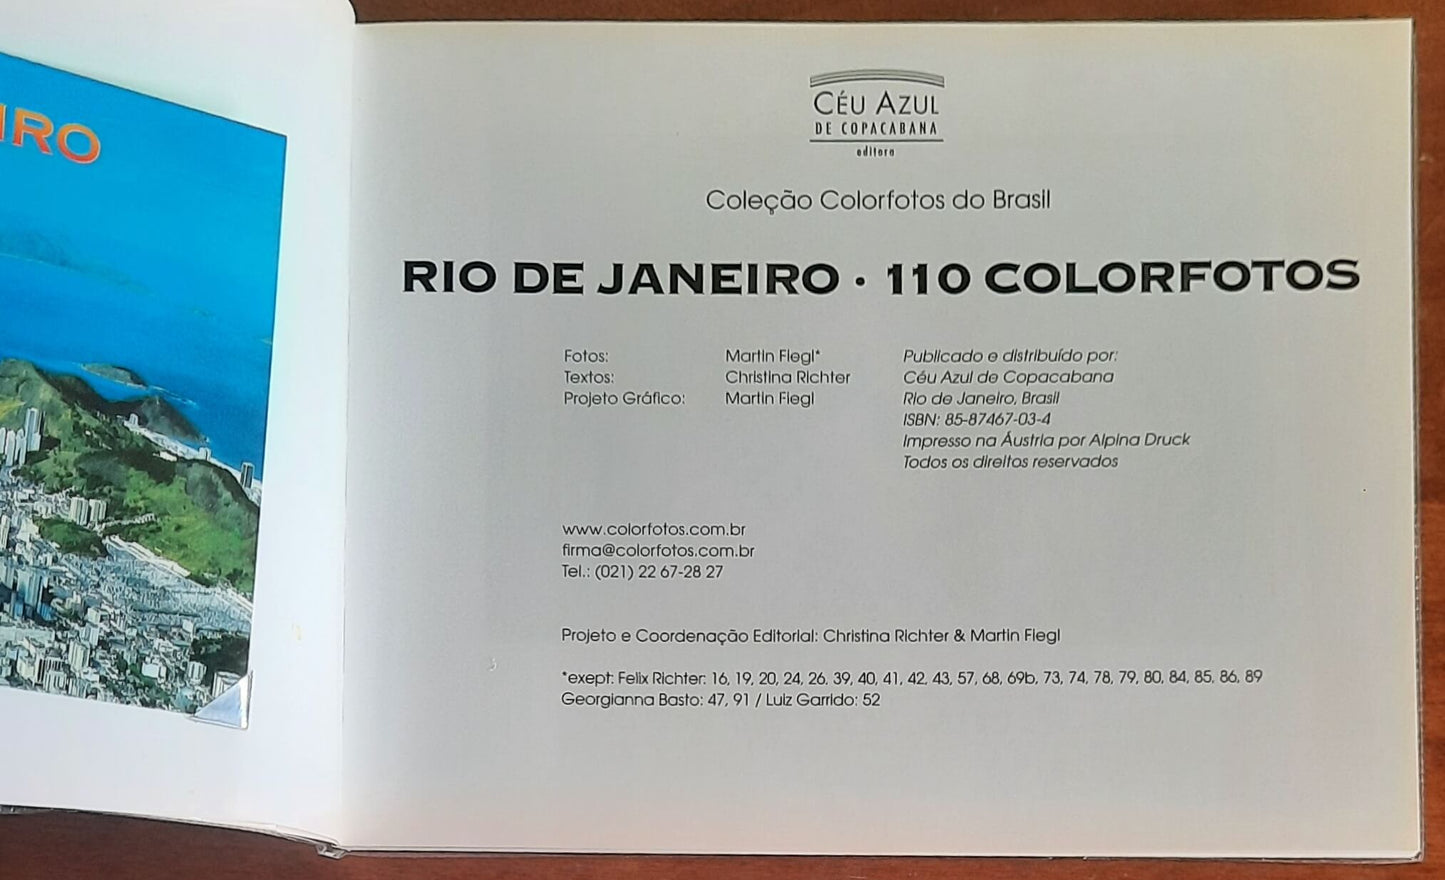 IRO
CÉU AZUL
DE COPACABANA
editora
Coleção Colorfotos do Brasil
RIO DE JANEIRO • 110 COLORFOTOS
Fotos: Martin Fiegl*
Textos: Christina Richter
Projeto Gráfico: Martin Fiegl
Publicado e distribuído por:
Céu Azul de Copacabana
Rio de Janeiro, Brasil
ISBN: 85-87467-03-4
Impresso na Áustria por Alpina Druck
Todos os direitos reservados
www.colorfotos.com.br
firma@colorfotos.com.br
Tel.: (021) 22 67-28 27
Projeto e Coordenação Editorial: Christina Richter & Martin Fiegl
*exept: Felix Richter: 16, 19, 20, 24, 26, 39, 40, 41, 42, 43, 57, 68, 69b, 73, 74, 78, 79, 80, 84, 85, 86, 89
Georgianna Basto: 47, 91 / Luiz Garrido: 52